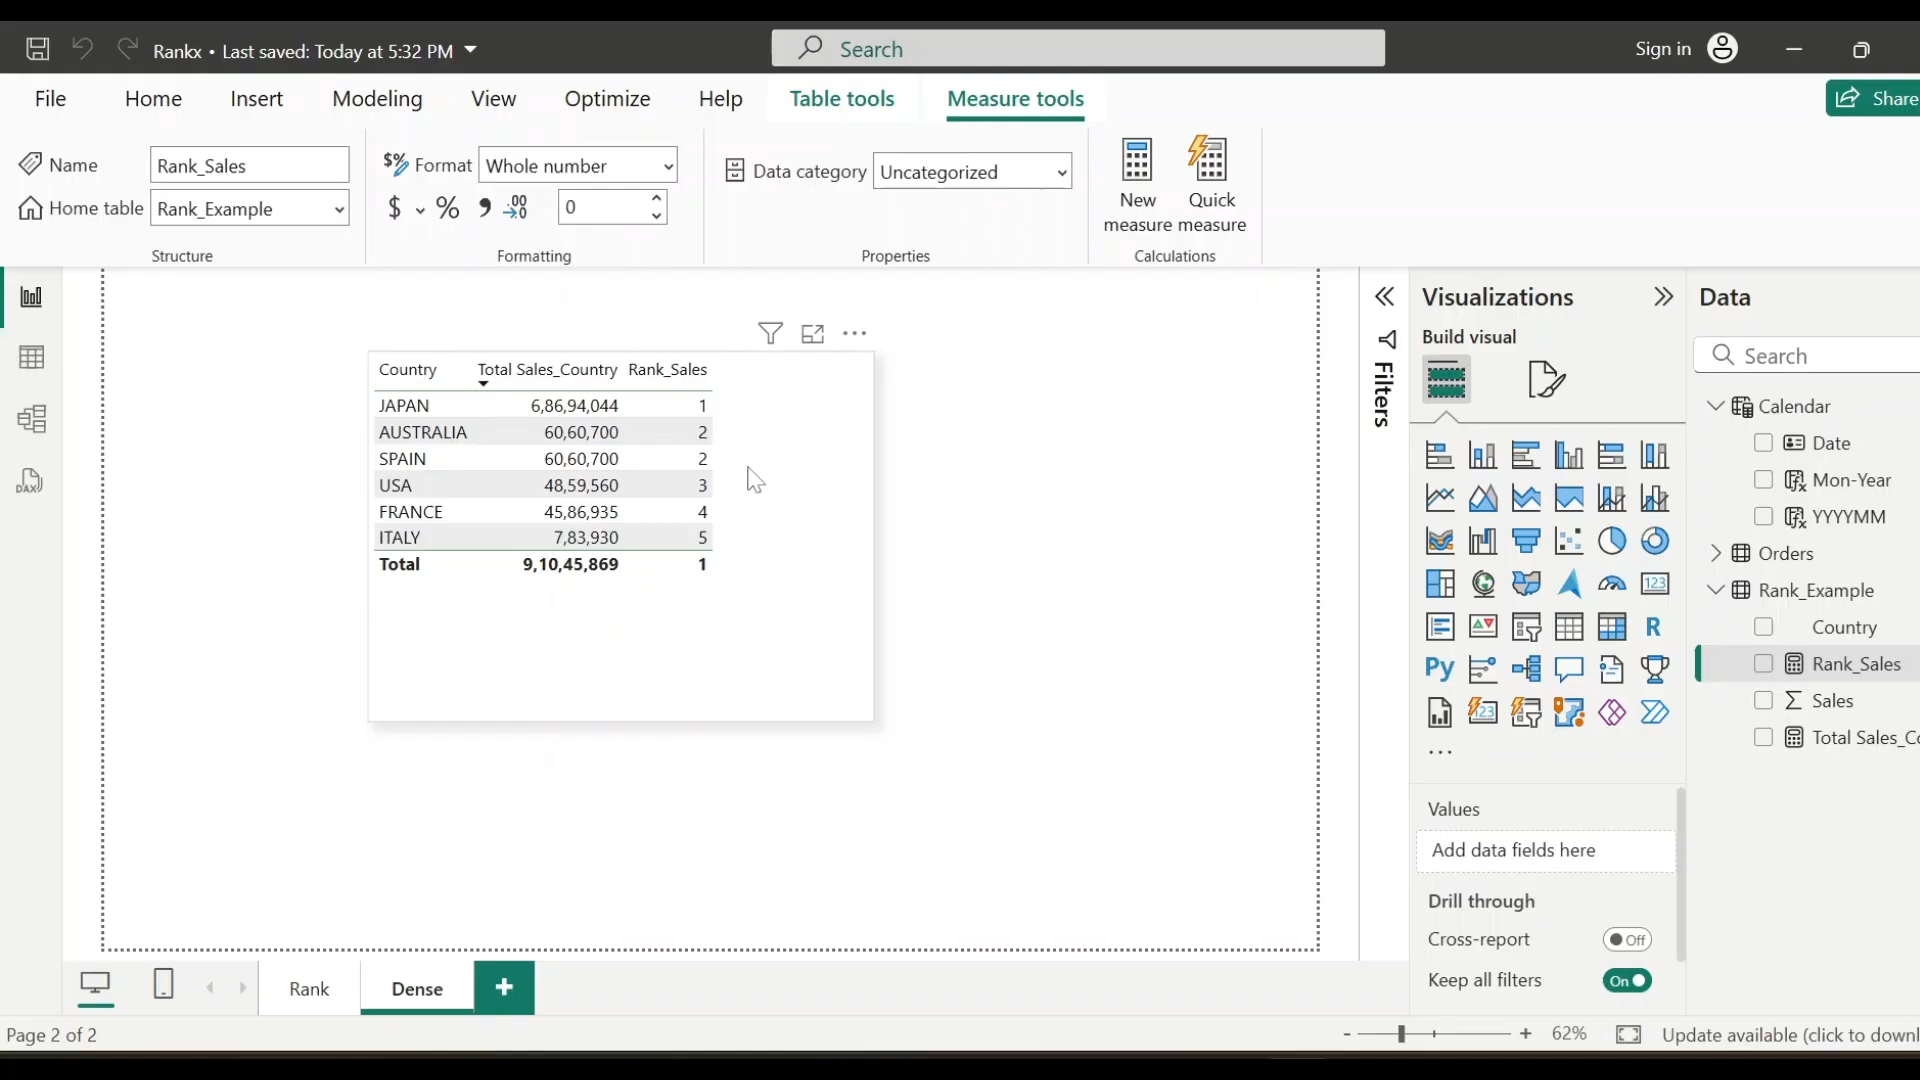 Rankx • Last saved: Today at 5:32 PM
Search
Sign in
File Home Insert Modeling View Optimize Help Table tools Measure tools
Share
Name Rank_Sales
Home table Rank_Example
Structure
$% Format Whole number
$ % , .00 0
Formatting
Data category Uncategorized
Properties
New measure
Quick measure
Calculations
Country Total Sales_Country Rank_Sales
JAPAN 6,86,94,044 1
AUSTRALIA 60,60,700 2
SPAIN 60,60,700 2
USA 48,59,560 3
FRANCE 45,86,935 4
ITALY 7,83,930 5
Total 9,10,45,869 1
DAX
Filters
Visualizations
Build visual
123
R
Py
123
Values
Add data fields here
Drill through
Cross-report Off
Keep all filters On
Data
Search
Calendar
Date
Mon-Year
YYYYMM
Orders
Rank_Example
Country
Rank_Sales
Sales
Total Sales_Co
Rank Dense +
Page 2 of 2
- + 62%
Update available (click to downl